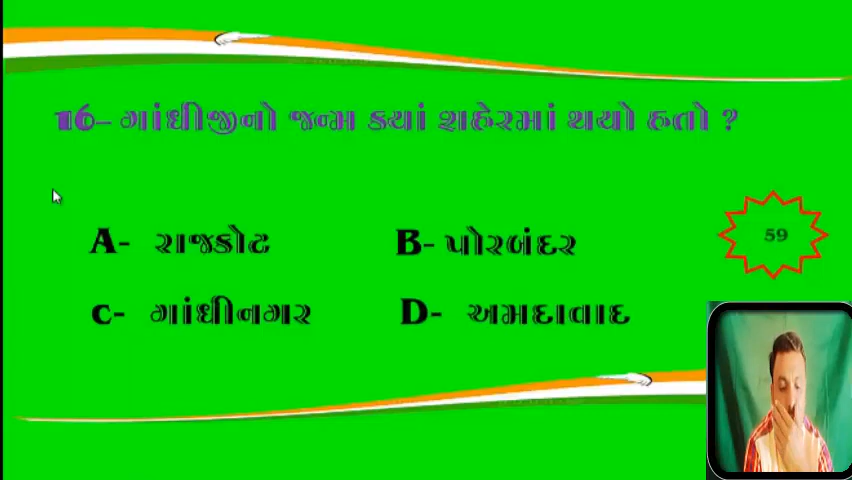 16- ગાંધીજીનો જન્મ ક્યાં શહેરમાં થયો હતો ?
A- રાજકોટ B- પોરબંદર
59
C- ગાંધીનગર D- અમદાવાદ